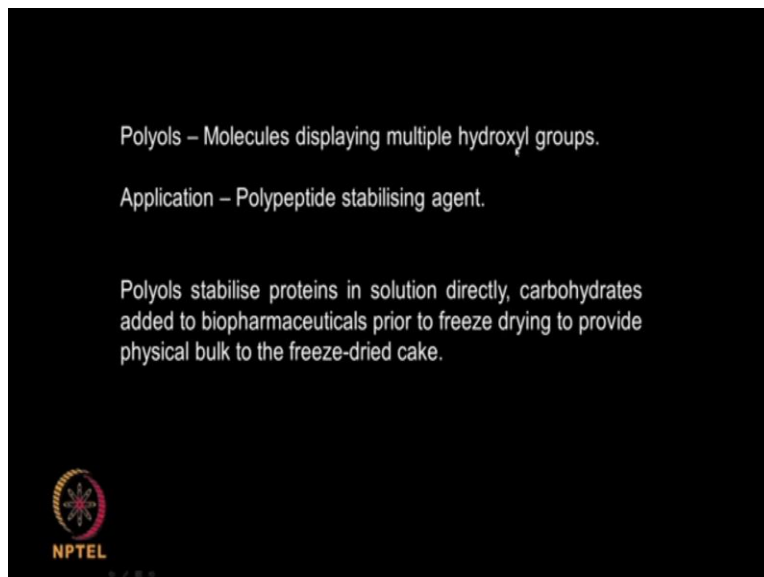 Polyols – Molecules displaying multiple hydroxyl groups.
Application – Polypeptide stabilising agent.
Polyols stabilise proteins in solution directly, carbohydrates
added to biopharmaceuticals prior to freeze drying to provide
physical bulk to the freeze-dried cake.
NPTEL